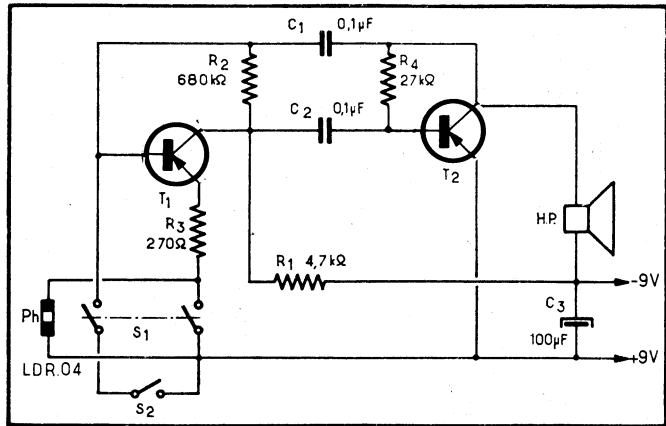 C1 0,1µF
R2
680kΩ
R4
27kΩ
C2 0,1µF
T1
T2
R3
270Ω
H.P.
R1 4,7kΩ
-9V
Ph
S1
C3
100µF
LDR.04
+9V
S2